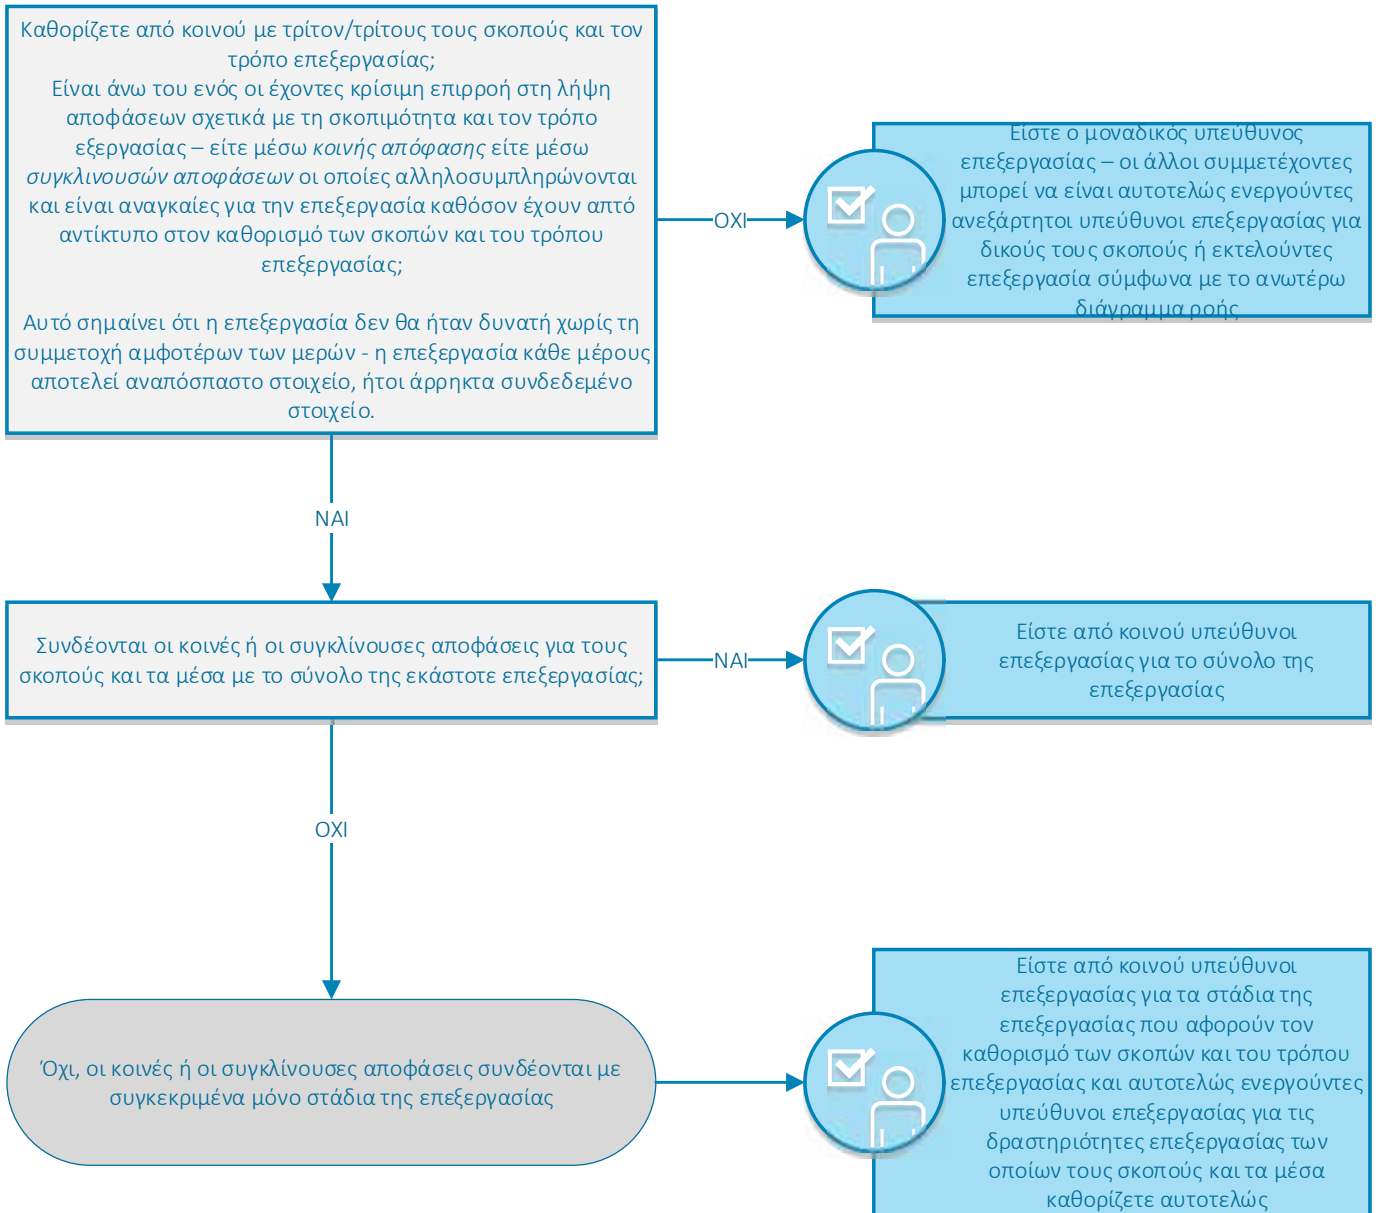 Καθορίζετε από κοινού με τρίτον/τρίτους τους σκοπούς και τον
τρόπο επεξεργασίας;
Είναι άνω του ενός οι έχοντες κρίσιμη επιρροή στη λήψη
αποφάσεων σχετικά με τη σκοπιμότητα και τον τρόπο
εξεργασίας – είτε μέσω κοινής απόφασης είτε μέσω
συγκλινουσών αποφάσεων οι οποίες αλληλοσυμπληρώνονται
και είναι αναγκαίες για την επεξεργασία καθόσον έχουν απτό
αντίκτυπο στον καθορισμό των σκοπών και του τρόπου
επεξεργασίας;
Αυτό σημαίνει ότι η επεξεργασία δεν θα ήταν δυνατή χωρίς τη
συμμετοχή αμφοτέρων των μερών - η επεξεργασία κάθε μέρους
αποτελεί αναπόσπαστο στοιχείο, ήτοι άρρηκτα συνδεδεμένο
στοιχείο.
ΟΧΙ
Είστε ο μοναδικός υπεύθυνος
επεξεργασίας – οι άλλοι συμμετέχοντες
μπορεί να είναι αυτοτελώς ενεργούντες
ανεξάρτητοι υπεύθυνοι επεξεργασίας για
δικούς τους σκοπούς ή εκτελούντες
επεξεργασία σύμφωνα με το ανωτέρω
διάγραμμα ροής
ΝΑΙ
Συνδέονται οι κοινές ή οι συγκλίνουσες αποφάσεις για τους
σκοπούς και τα μέσα με το σύνολο της εκάστοτε επεξεργασίας;
ΝΑΙ
Είστε από κοινού υπεύθυνοι
επεξεργασίας για το σύνολο της
επεξεργασίας
ΟΧΙ
Όχι, οι κοινές ή οι συγκλίνουσες αποφάσεις συνδέονται με
συγκεκριμένα μόνο στάδια της επεξεργασίας
Είστε από κοινού υπεύθυνοι
επεξεργασίας για τα στάδια της
επεξεργασίας που αφορούν τον
καθορισμό των σκοπών και του τρόπου
επεξεργασίας και αυτοτελώς ενεργούντες
υπεύθυνοι επεξεργασίας για τις
δραστηριότητες επεξεργασίας των
οποίων τους σκοπούς και τα μέσα
καθορίζετε αυτοτελώς